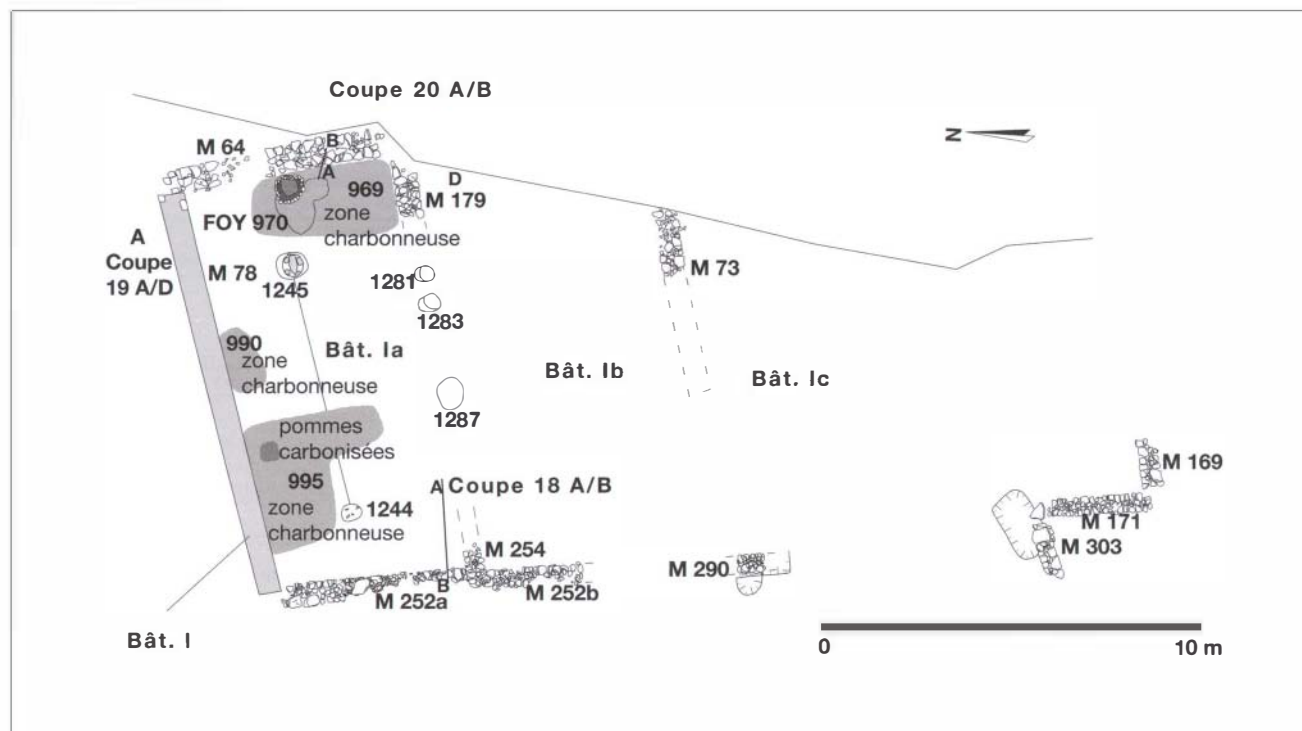 Coupe 20 A/B
N
M 64
B
A
969
D
M 179
FOY 970
zone
charbonneuse
A
Coupe
19 A/D
M 78
1245
1281
M 73
1283
990
zone
charbonneuse
Bât. Ia
Bât. Ib
Bât. Ic
1287
pommes
carbonisées
995
zone
charbonneuse
1244
A
Coupe 18 A/B
M 169
M 171
M 303
M 254
M 290
B
M 252a
M 252b
Bât. I
0
10 m